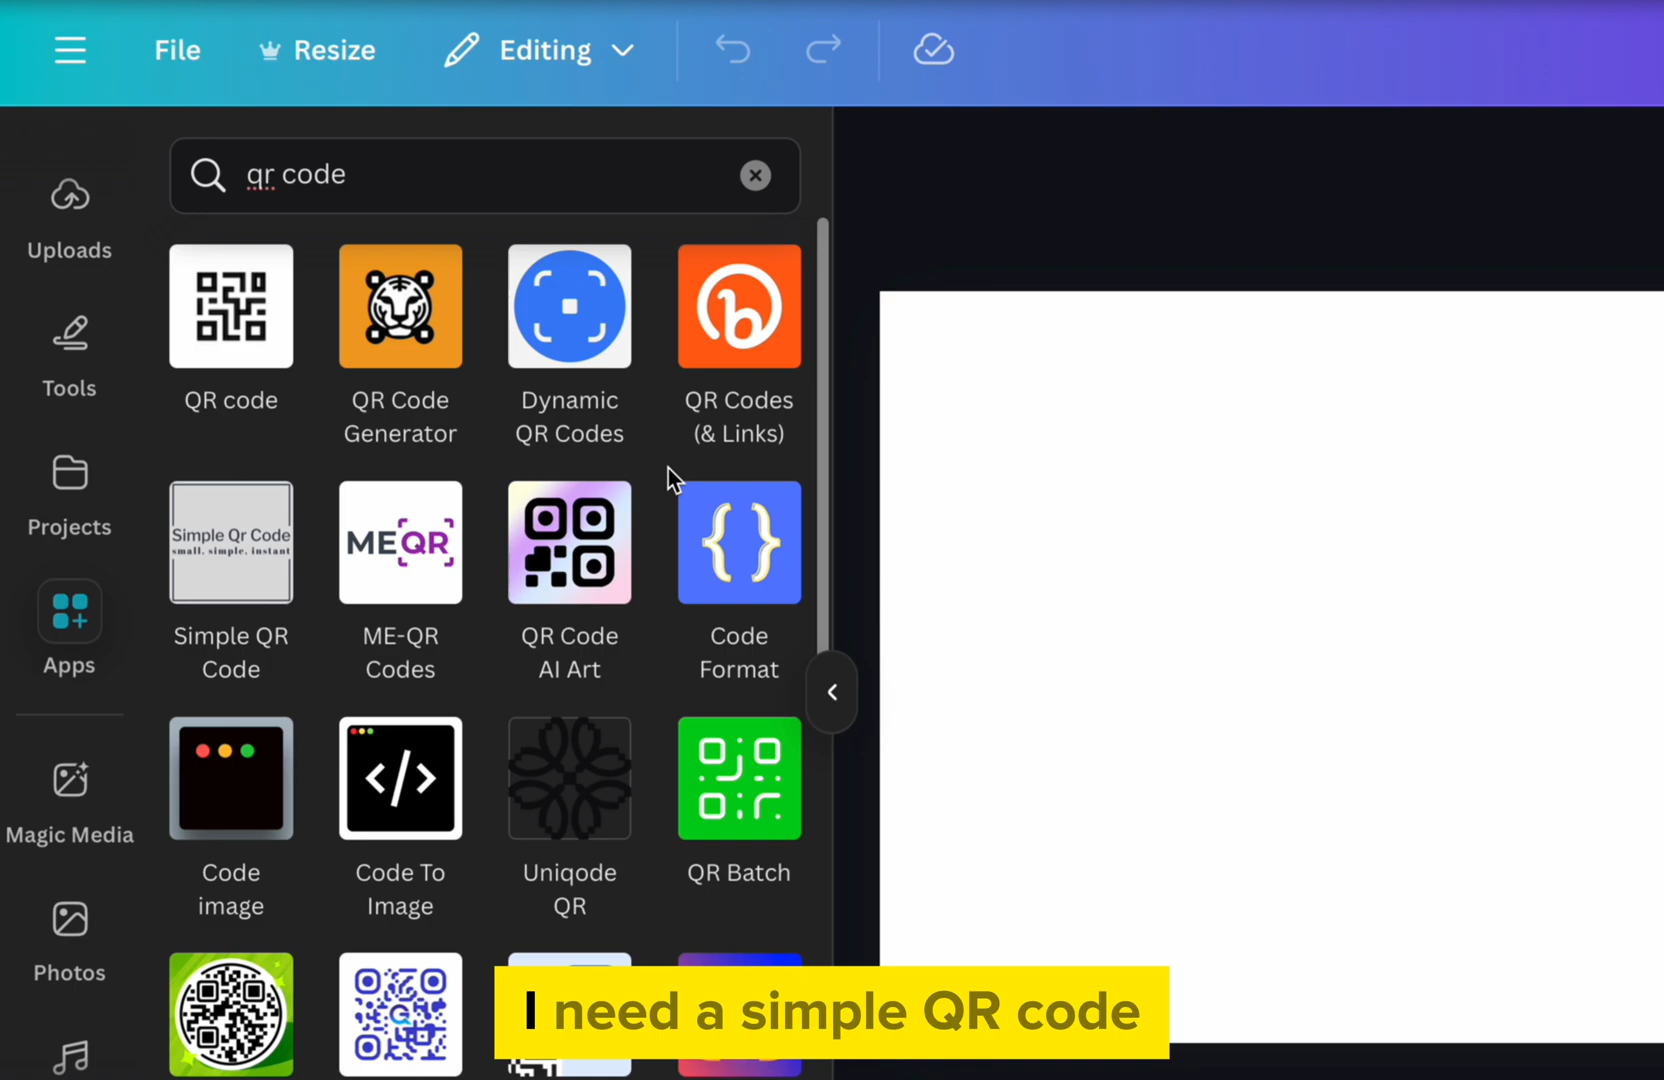 File
Resize
Editing
qr code
Uploads
Tools
Projects
Apps
Magic Media
Photos
QR code
QR Code
Generator
Dynamic
QR Codes
QR Codes
(& Links)
Simple Qr Code
small. simple. instant
MEQR
Simple QR
Code
ME-QR
Codes
QR Code
AI Art
Code
Format
Code
image
Code To
Image
Uniqode
QR
QR Batch
I need a simple QR code